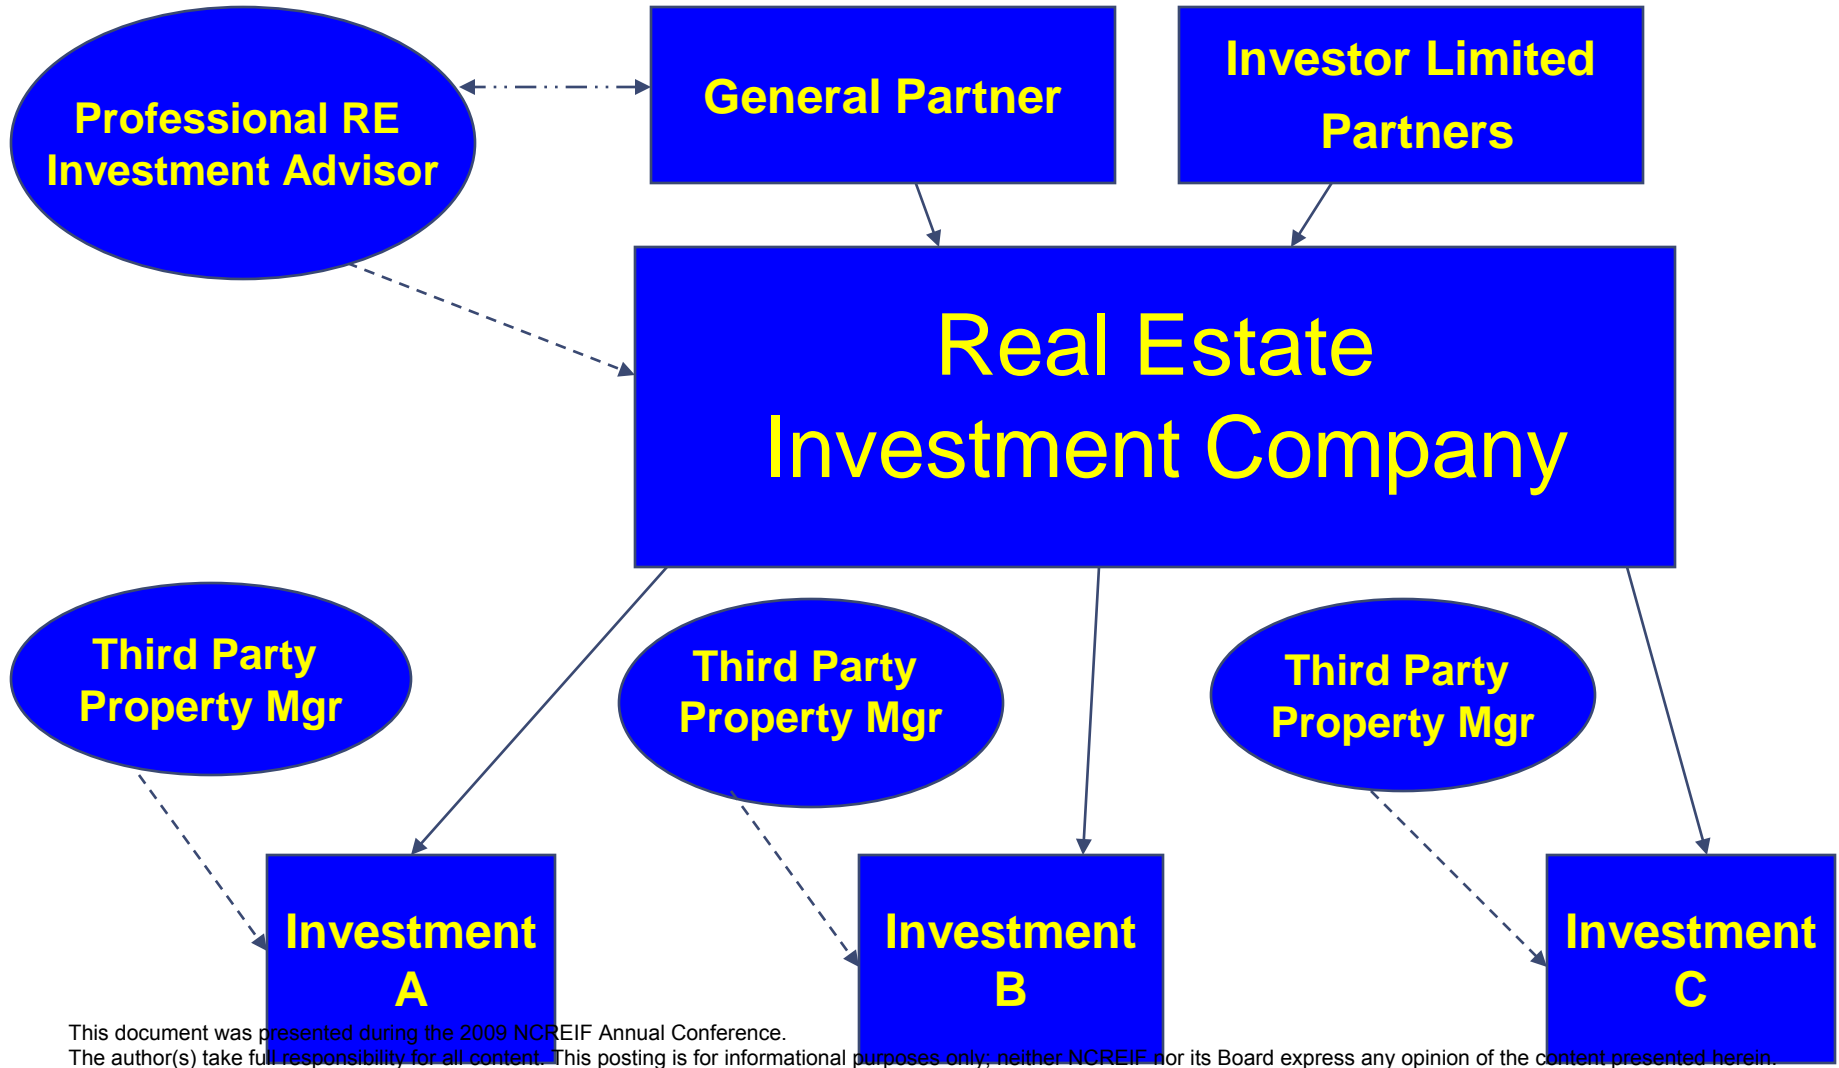 Professional RE
Investment Advisor
General Partner
Investor Limited
Partners
Real Estate
Investment Company
Third Party
Property Mgr
Third Party
Property Mgr
Third Party
Property Mgr
Investment
A
Investment
B
Investment
C
This document was presented during the 2009 NCREIF Annual Conference.
The author(s) take full responsibility for all content. This posting is for informational purposes only; neither NCREIF nor its Board express any opinion of the content presented herein.